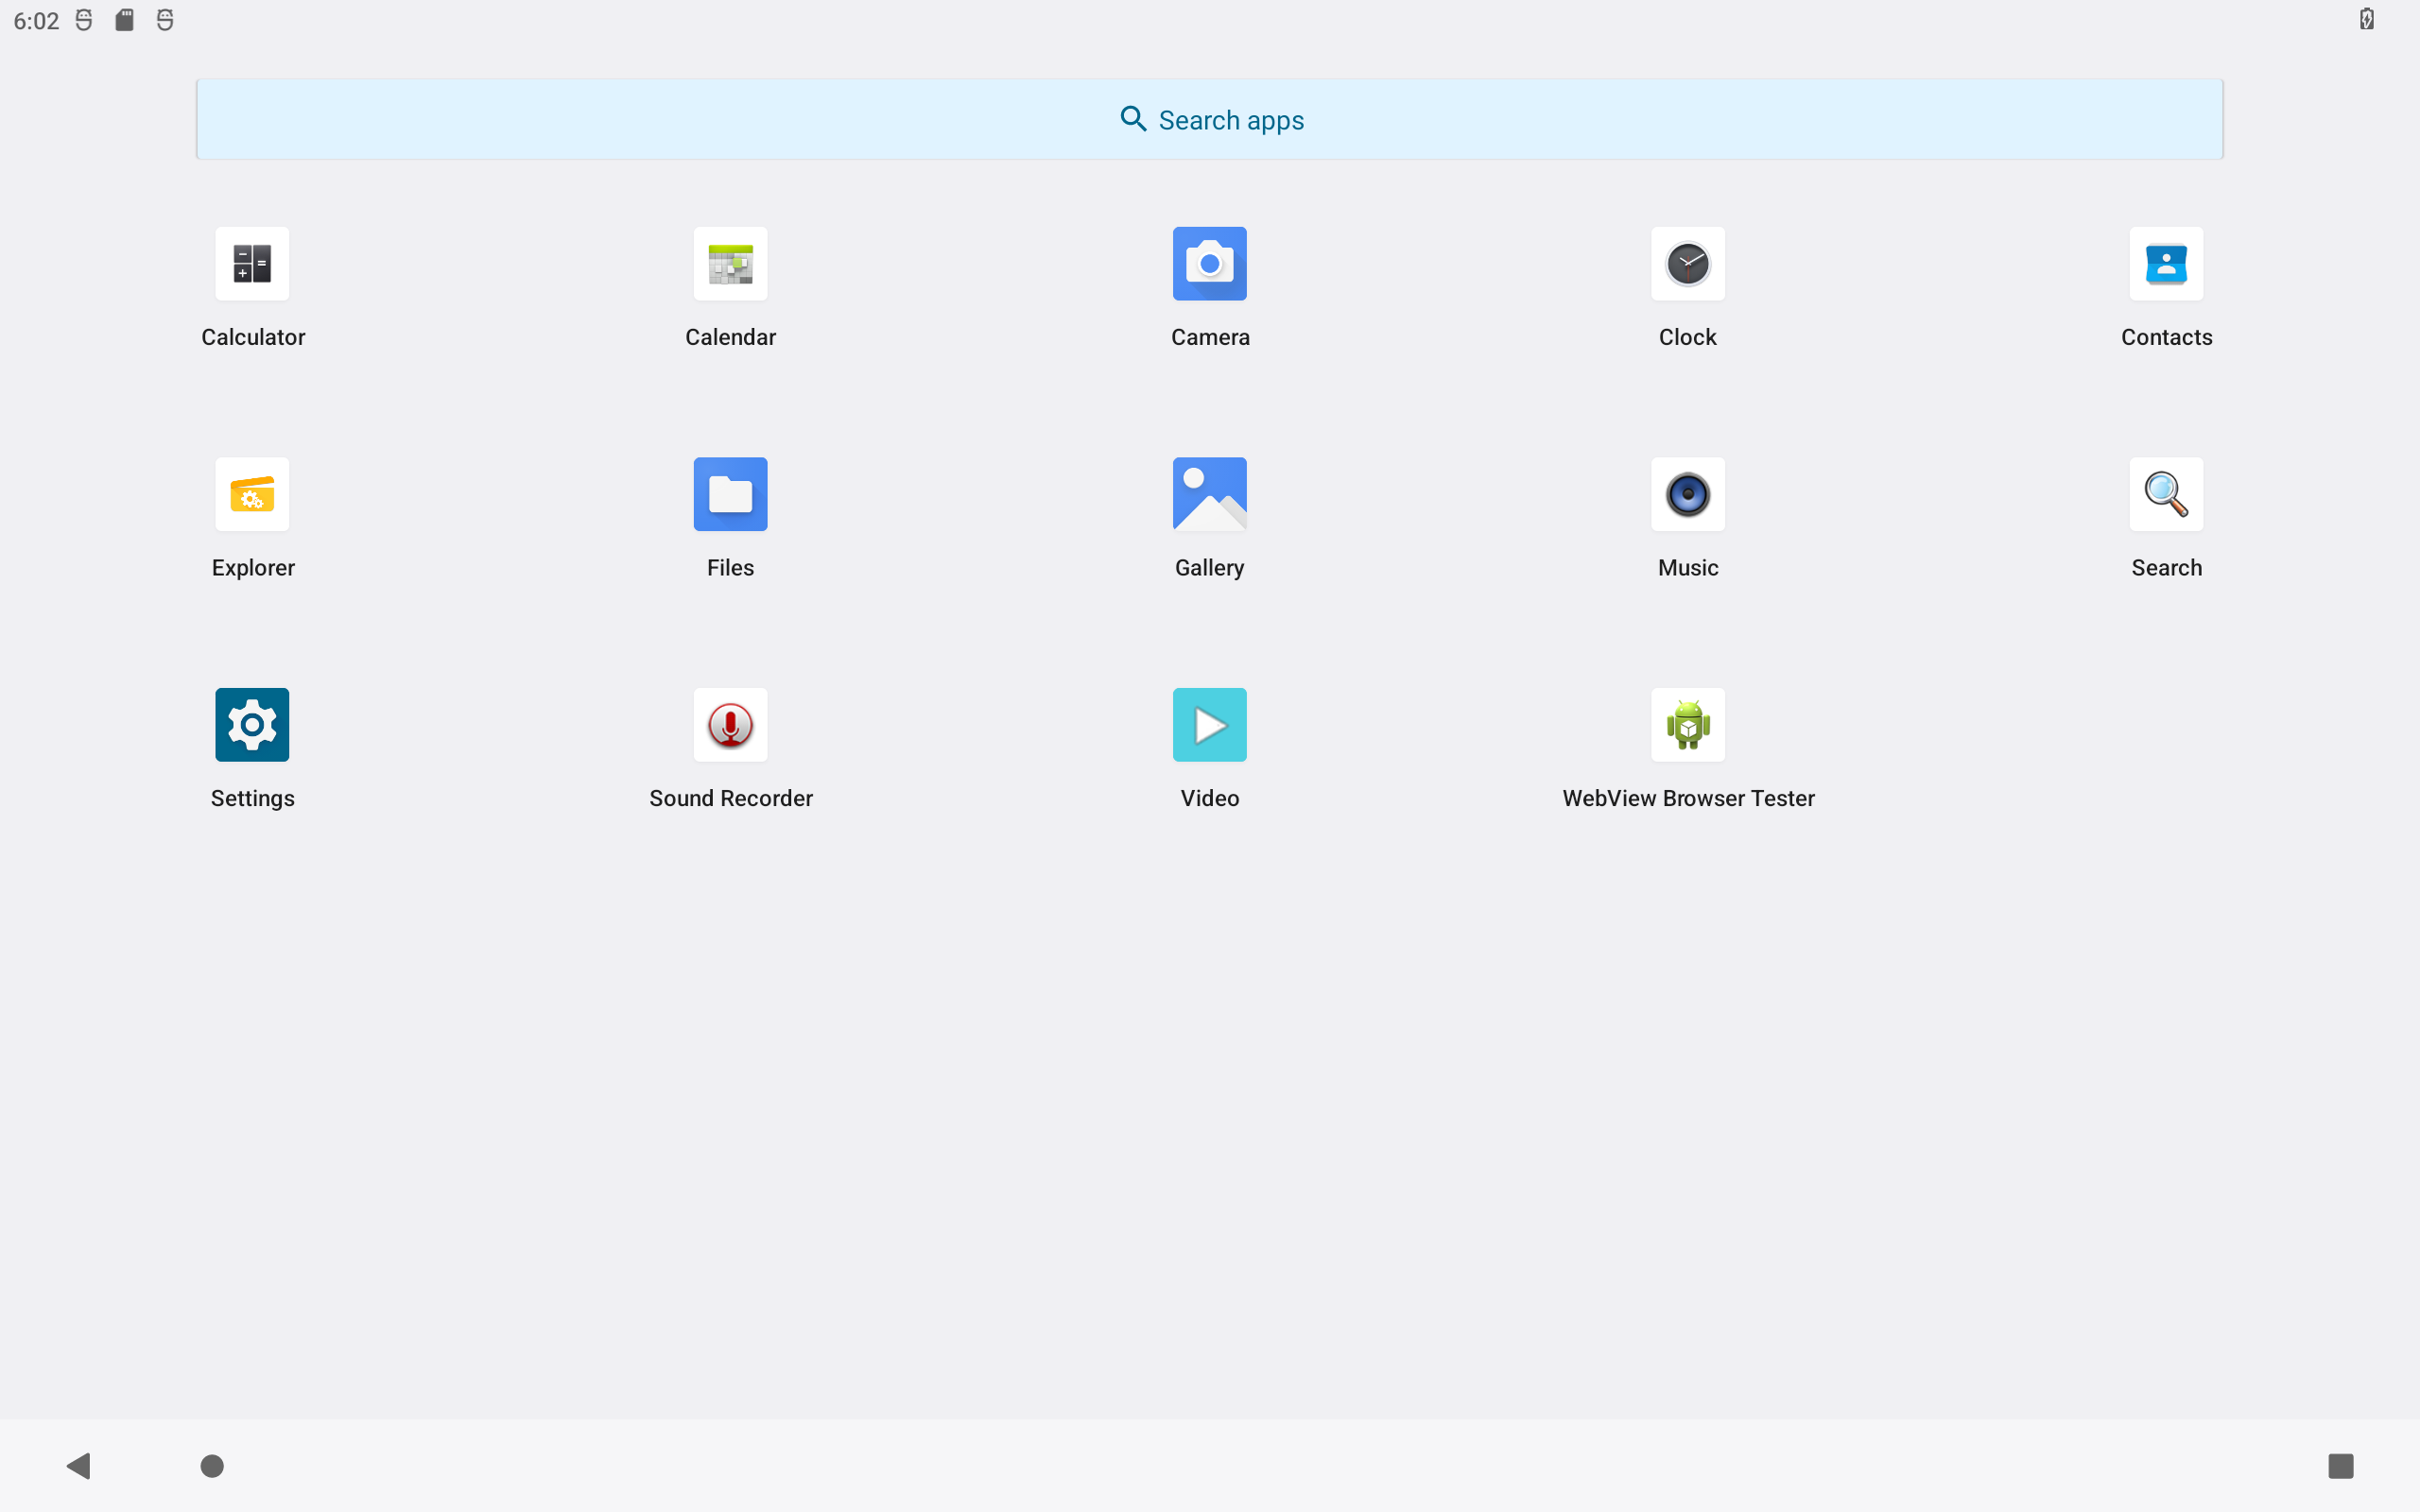 6:02
Search apps
Calculator
Calendar
Camera
Clock
Contacts
Explorer
Files
Gallery
Music
Search
Settings
Sound Recorder
Video
WebView Browser Tester